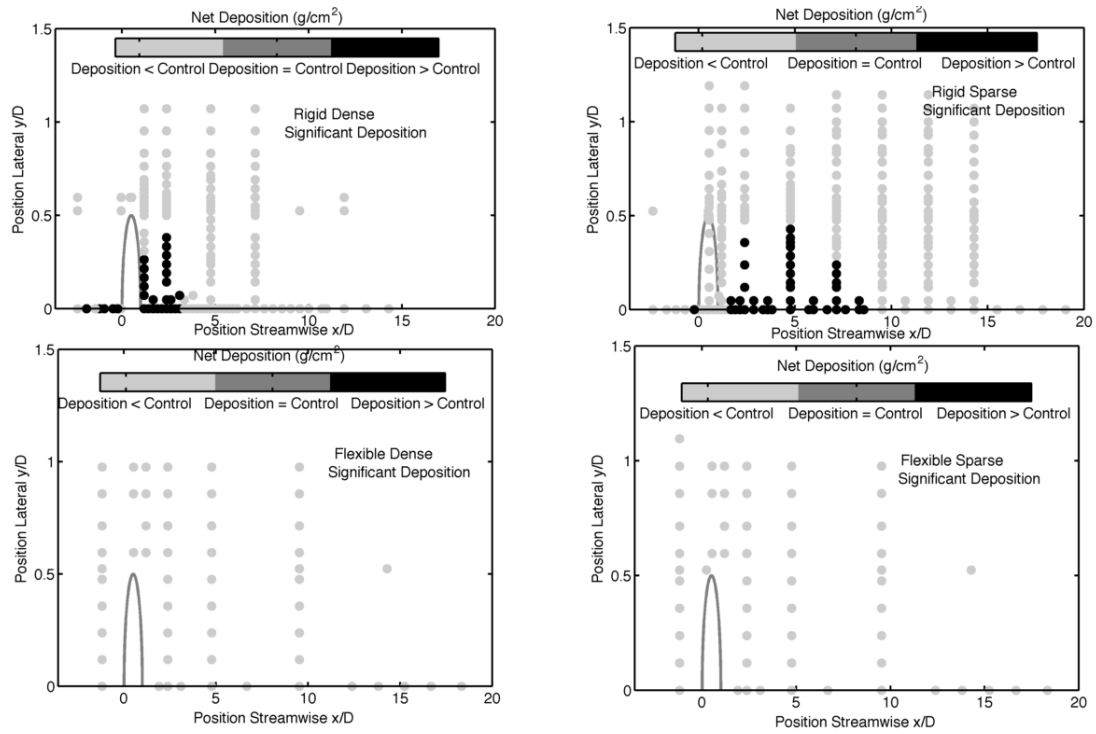 Net Deposition (g/cm2)
1.5
Deposition < Control Deposition = Control Deposition > Control
Rigid Dense
Significant Deposition
1
0.5
0
Position Lateral y/D
0 5 10 15 20
Position Streamwise x/D
Net Deposition (g/cm2)
1.5
Deposition < Control Deposition = Control Deposition > Control
Rigid Sparse
Significant Deposition
1
0.5
0
Position Lateral y/D
0 5 10 15 20
Position Streamwise x/D
Net Deposition (g/cm2)
1.5
Deposition < Control Deposition = Control Deposition > Control
Flexible Dense
Significant Deposition
1
0.5
0
Position Lateral y/D
0 5 10 15 20
Position Streamwise x/D
1.5
Net Deposition (g/cm2)
Deposition < Control Deposition = Control Deposition > Control
Flexible Sparse
Significant Deposition
1
0.5
0
Position Lateral y/D
0 5 10 15 20
Position Streamwise x/D